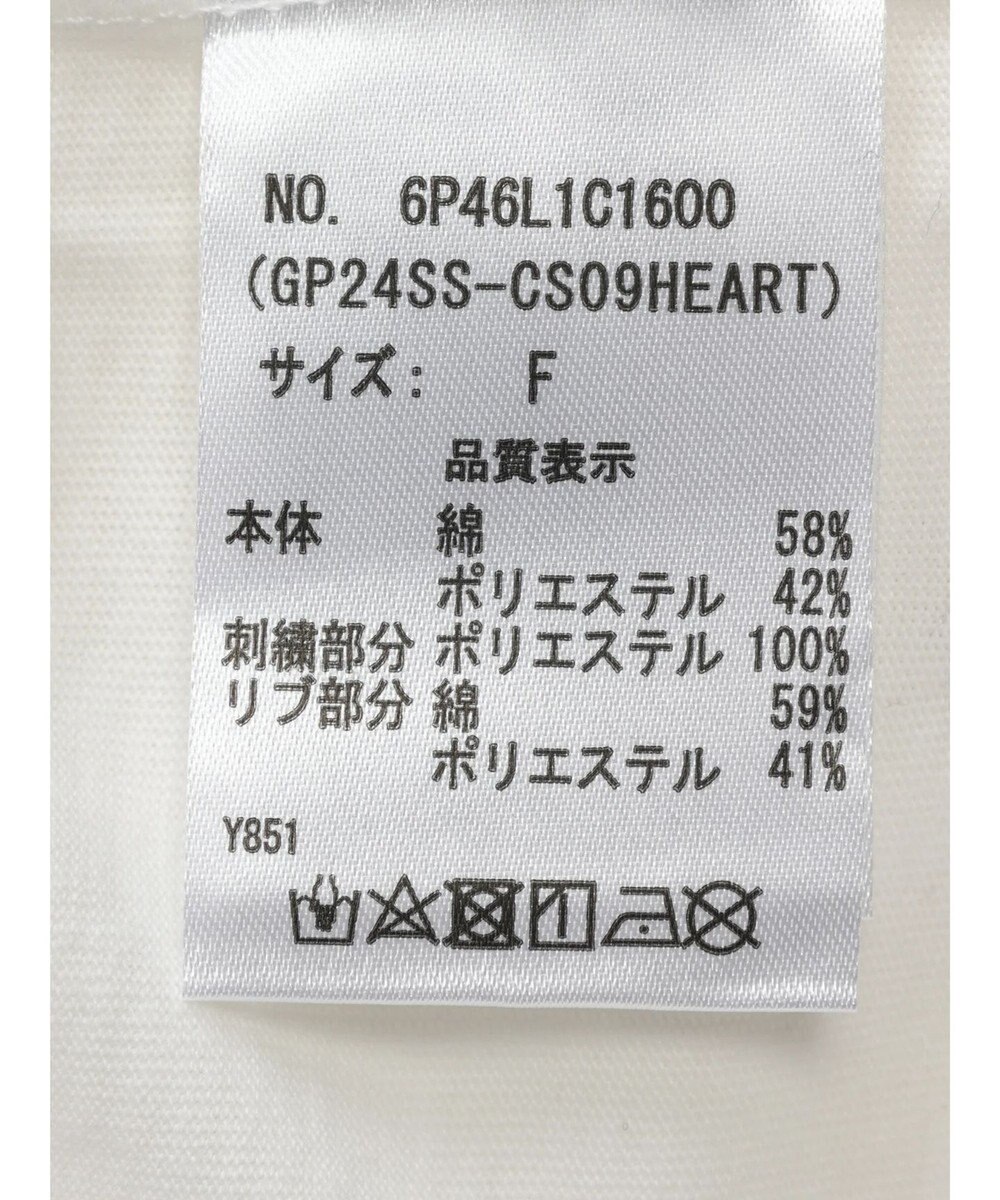 NO. 6P46L1C1600
(GP24SS-CS09HEART)
サイズ: F
品質表示
本体 綿 58%
ポリエステル 42%
刺繍部分 ポリエステル 100%
リブ部分 綿 59%
ポリエステル 41%
Y851